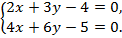 2x + 3y − 4 = 0,
4x + 6y − 5 = 0.